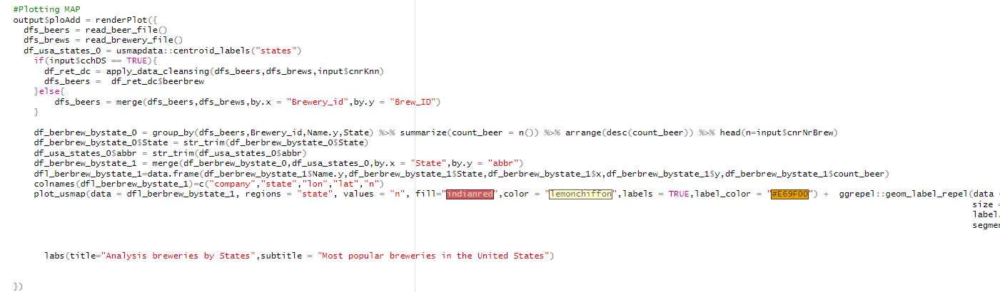 #Plotting MAP
output$ploAdd = renderPlot({
  dfs_beers = read_beer_file()
  dfs_brews = read_brewery_file()
  df_usa_states_0 = usmapdata::centroid_labels("states")
    if(input$cchDS == TRUE){
      df_ret_dc = apply_data_cleansing(dfs_beers,dfs_brews,input$cnrKnn)
      dfs_beers =  df_ret_dc$beerbrew
    }else{
        dfs_beers = merge(dfs_beers,dfs_brews,by.x = "Brewery_id",by.y = "Brew_ID")
    }
    df_berbrew_bystate_0 = group_by(dfs_beers,Brewery_id,Name.y,State) %>% summarize(count_beer = n()) %>% arrange(desc(count_beer)) %>% head(n=input$cnrNrBrew)
    df_berbrew_bystate_0$State = str_trim(df_berbrew_bystate_0$State)
    df_usa_states_0$abbr = str_trim(df_usa_states_0$abbr)
    df_berbrew_bystate_1 = merge(df_berbrew_bystate_0,df_usa_states_0,by.x = "State",by.y = "abbr")
    dfl_berbrew_bystate_1=data.frame(df_berbrew_bystate_1$Name.y,df_berbrew_bystate_1$State,df_berbrew_bystate_1$x,df_berbrew_bystate_1$y,df_berbrew_bystate_1$count_beer)
    colnames(dfl_berbrew_bystate_1)=c("company","state","lon","lat","n")
    plot_usmap(data = dfl_berbrew_bystate_1, regions = "state", values = "n", fill="indianred",color = "lemonchiffon",labels = TRUE,label_color = "#E69F00") +  ggrepel::geom_label_repel(data =
size =
label.
segmen
      labs(title="Analysis breweries by States",subtitle = "Most popular breweries in the United States")
})